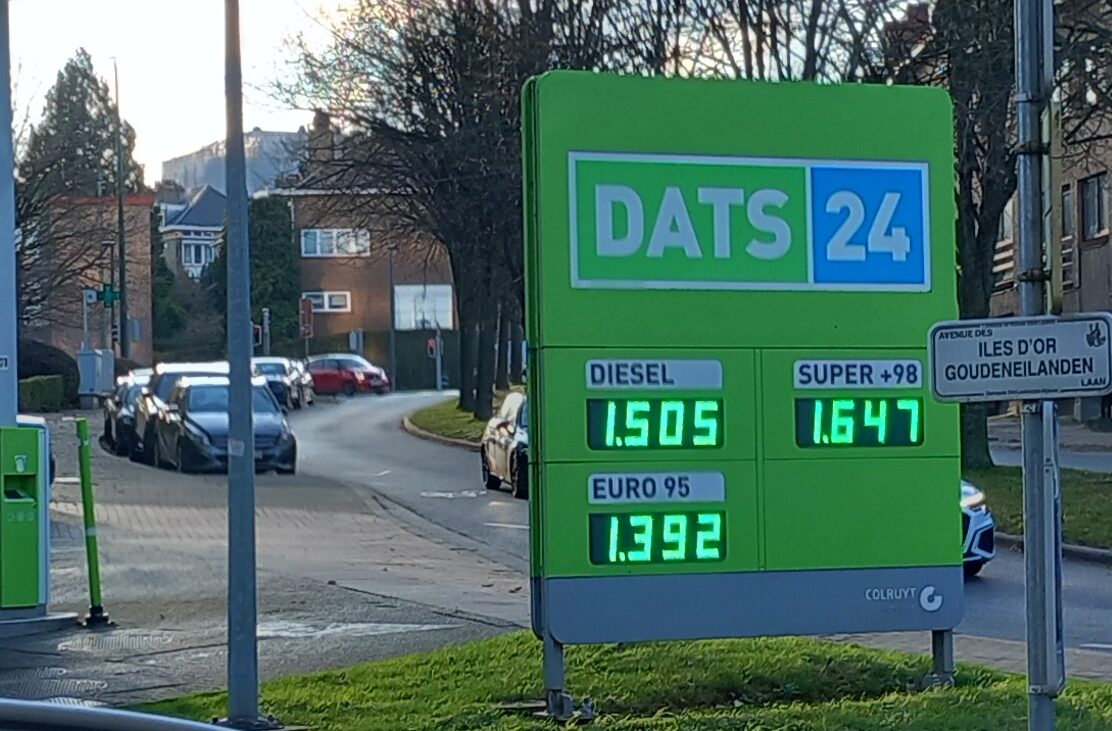 DATS 24
DIESEL
1.505
SUPER +98
1.647
EURO 95
1.392
COLRUYT
AVENUE DES
ILES D'OR
GOUDENEILANDEN
LAAN